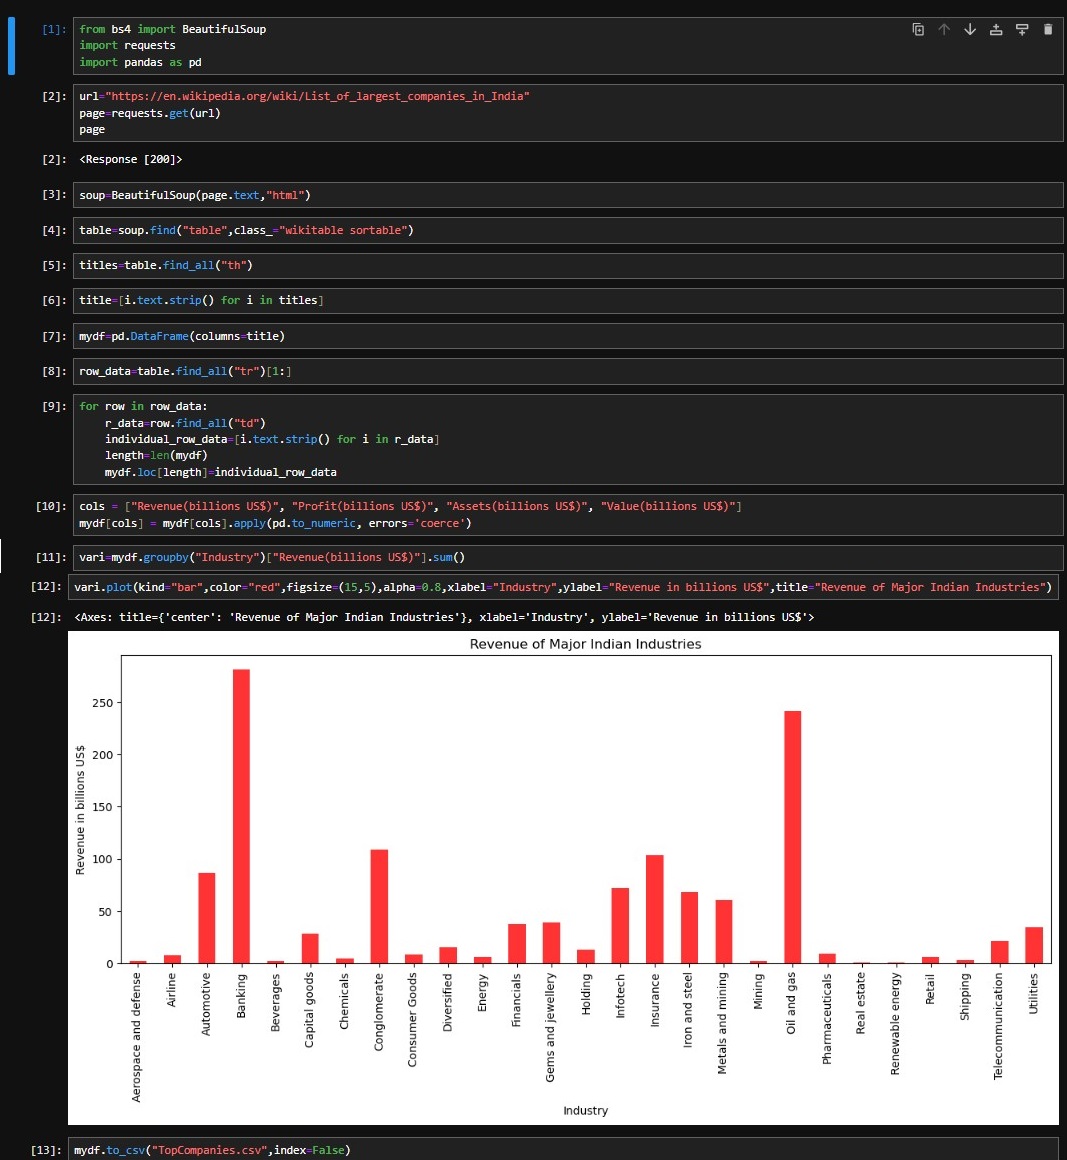 [1]: from bs4 import BeautifulSoup
import requests
import pandas as pd
[2]: url="https://en.wikipedia.org/wiki/List_of_largest_companies_in_India"
page=requests.get(url)
page
[2]: <Response [200]>
[3]: soup=BeautifulSoup(page.text,"html")
[4]: table=soup.find("table",class_="wikitable sortable")
[5]: titles=table.find_all("th")
[6]: title=[i.text.strip() for i in titles]
[7]: mydf=pd.DataFrame(columns=title)
[8]: row_data=table.find_all("tr")[1:]
[9]: for row in row_data:
    r_data=row.find_all("td")
    individual_row_data=[i.text.strip() for i in r_data]
    length=len(mydf)
    mydf.loc[length]=individual_row_data
[10]: cols = ["Revenue(billions US$)", "Profit(billions US$)", "Assets(billions US$)", "Value(billions US$)"]
mydf[cols] = mydf[cols].apply(pd.to_numeric, errors='coerce')
[11]: vari=mydf.groupby("Industry")["Revenue(billions US$)"].sum()
[12]: vari.plot(kind="bar",color="red",figsize=(15,5),alpha=0.8,xlabel="Industry",ylabel="Revenue in billions US$",title="Revenue of Major Indian Industries")
[12]: <Axes: title={'center': 'Revenue of Major Indian Industries'}, xlabel='Industry', ylabel='Revenue in billions US$'>
Revenue of Major Indian Industries
Revenue in billions US$
250
200
150
100
50
0
Aerospace and defense
Airline
Automotive
Banking
Beverages
Capital goods
Chemicals
Conglomerate
Consumer Goods
Diversified
Energy
Financials
Gems and jewellery
Holding
Infotech
Insurance
Iron and steel
Metals and mining
Mining
Oil and gas
Pharmaceuticals
Real estate
Renewable energy
Retail
Shipping
Telecommunication
Utilities
Industry
[13]: mydf.to_csv("TopCompanies.csv",index=False)